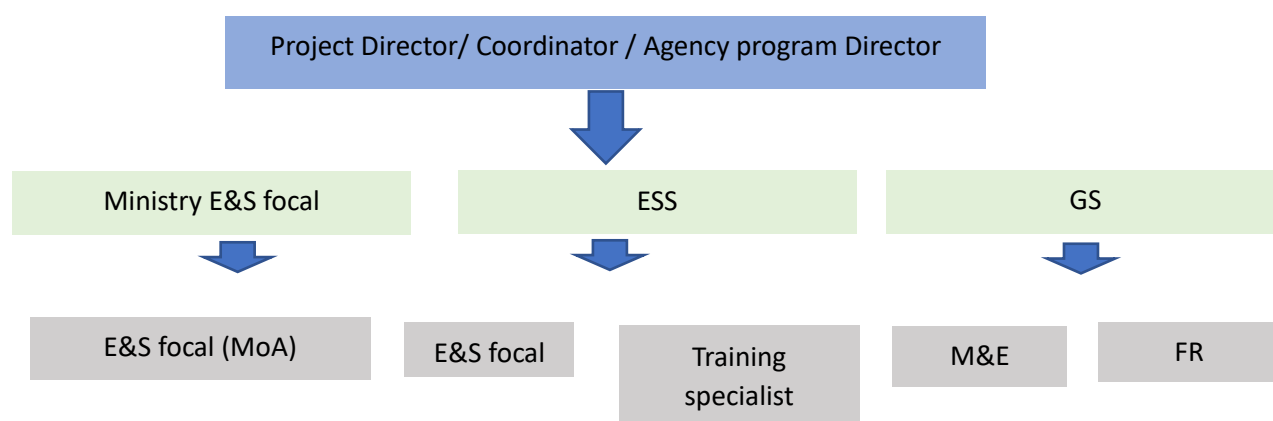 Project Director/ Coordinator / Agency program Director
Ministry E&S focal
ESS
GS
E&S focal (MoA)
E&S focal
Training
specialist
M&E
FR